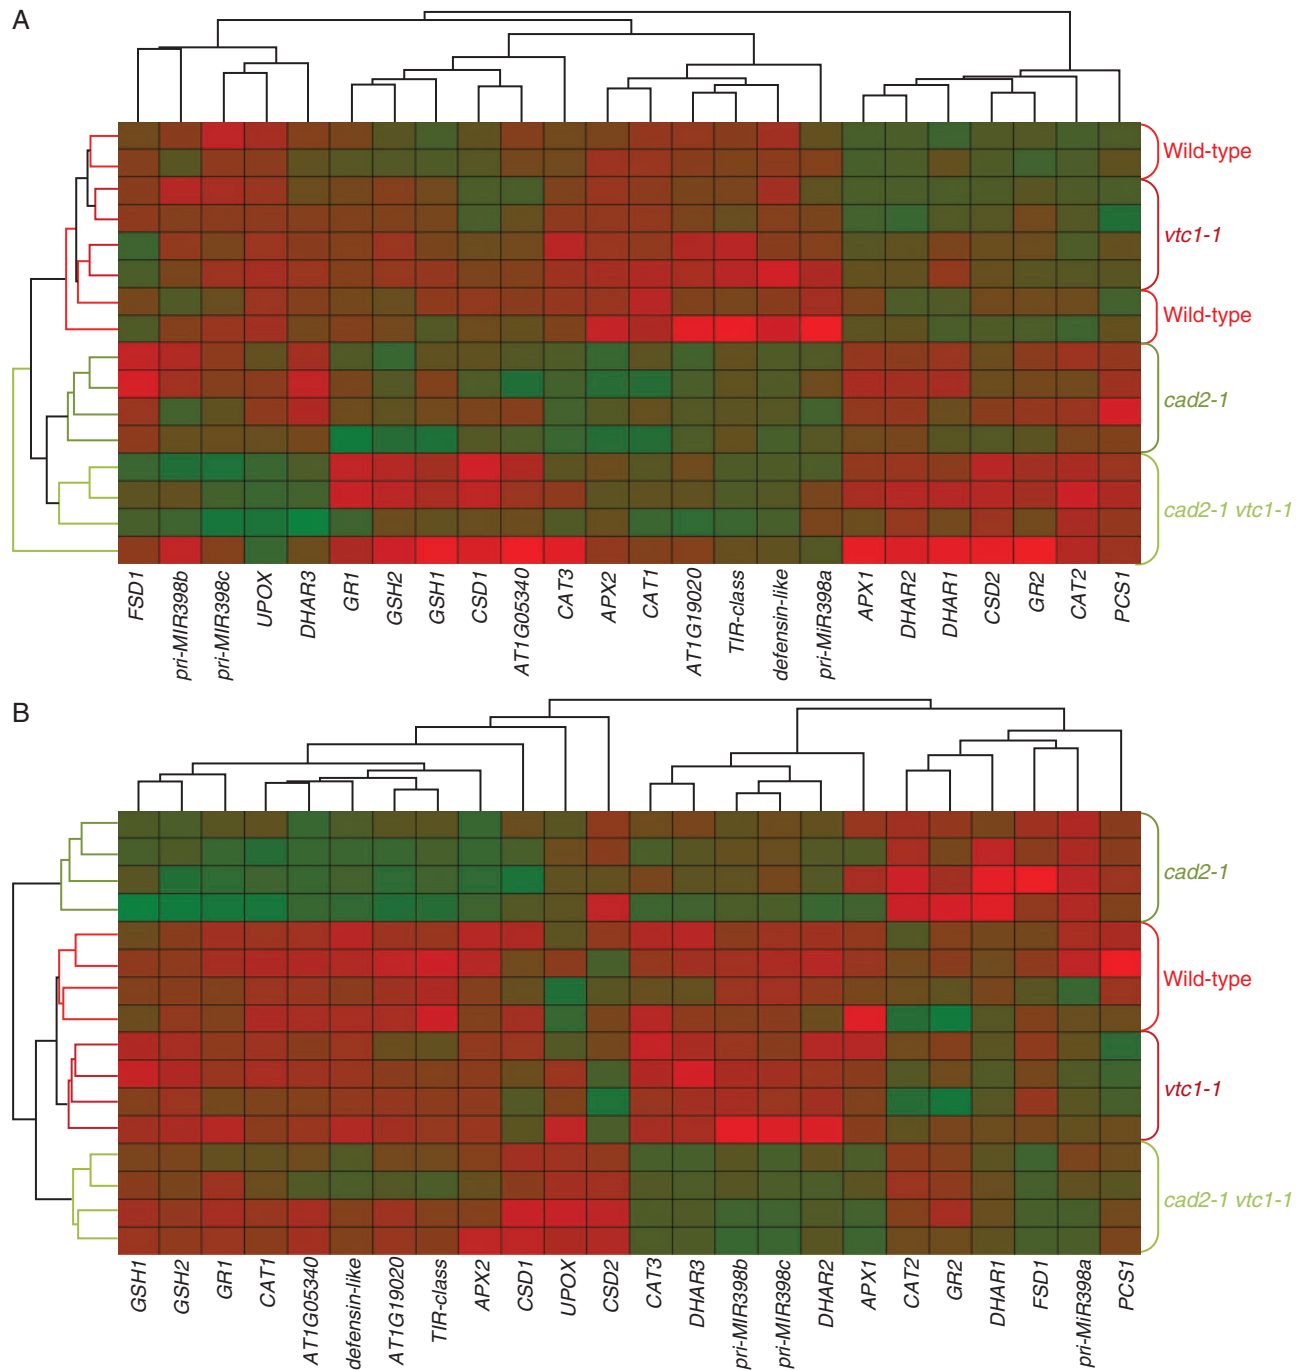 A
Wild-type
vtc1-1
Wild-type
cad2-1
cad2-1 vtc1-1
FSD1
pri-MIR398b
pri-MIR398c
UPOX
DHAR3
GR1
GSH2
GSH1
CSD1
AT1G05340
CAT3
APX2
CAT1
AT1G19020
TIR-class
defensin-like
pri-MiR398a
APX1
DHAR2
DHAR1
CSD2
GR2
CAT2
PCS1
B
cad2-1
Wild-type
vtc1-1
cad2-1 vtc1-1
GSH1
GSH2
GR1
CAT1
AT1G05340
defensin-like
AT1G19020
TIR-class
APX2
CSD1
UPOX
CSD2
CAT3
DHAR3
pri-MIR398b
pri-MIR398c
DHAR2
APX1
CAT2
GR2
DHAR1
FSD1
pri-MiR398a
PCS1